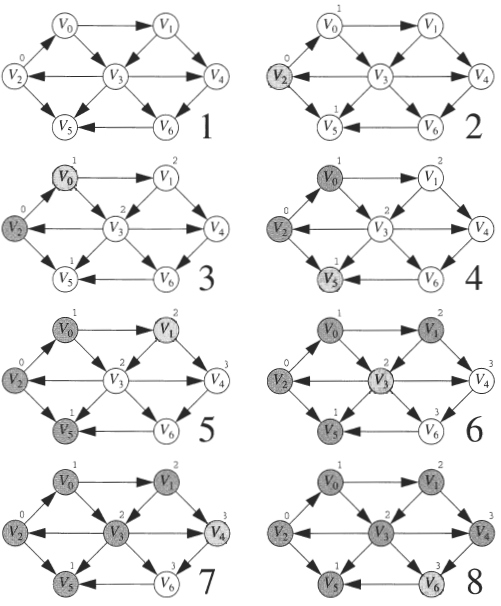 V₀ V₁
0
V₂ V₃ V₄
V₅ V₆ 1
1
V₀ V₁
0
V₂ V₃ V₄
1
V₅ V₆ 2
1 2
V₀ V₁
0 2
V₂ V₃ V₄
1
V₅ V₆ 3
1 2
V₀ V₁
0 2
V₂ V₃ V₄
1
V₅ V₆ 4
1 2
V₀ V₁
0 2 3
V₂ V₃ V₄
1
V₅ V₆ 5
1 2
V₀ V₁
0 2 3
V₂ V₃ V₄
1 3
V₅ V₆ 6
1 2
V₀ V₁
0 2 3
V₂ V₃ V₄
1 3
V₅ V₆ 7
1 2
V₀ V₁
0 2 3
V₂ V₃ V₄
1 3
V₅ V₆ 8